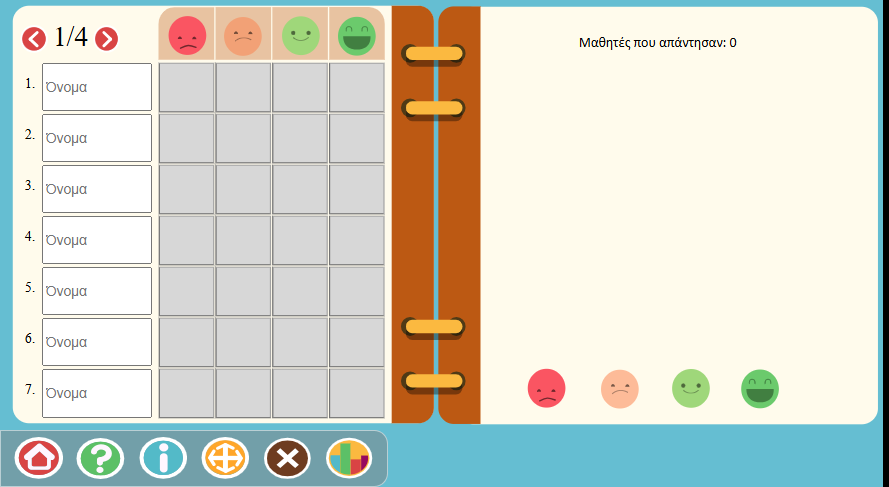 1/4
Μαθητές που απάντησαν: 0
1. Όνομα
2. Όνομα
3. Όνομα
4. Όνομα
5. Όνομα
6. Όνομα
7. Όνομα
? i